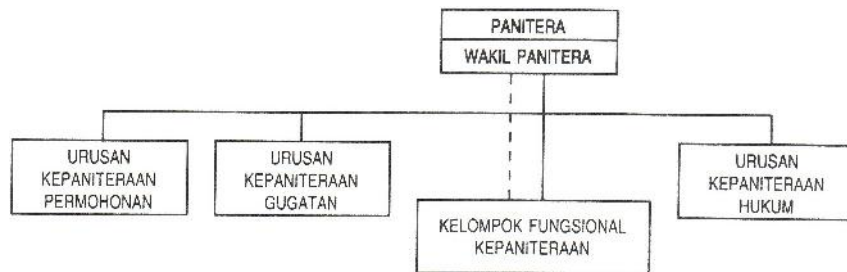 PANITERA
WAKIL PANITERA
URUSAN
KEPANITERAAN
PERMOHONAN
URUSAN
KEPANITERAAN
GUGATAN
KELOMPOK FUNGSIONAL
KEPANITERAAN
URUSAN
KEPANITERAAN
HUKUM